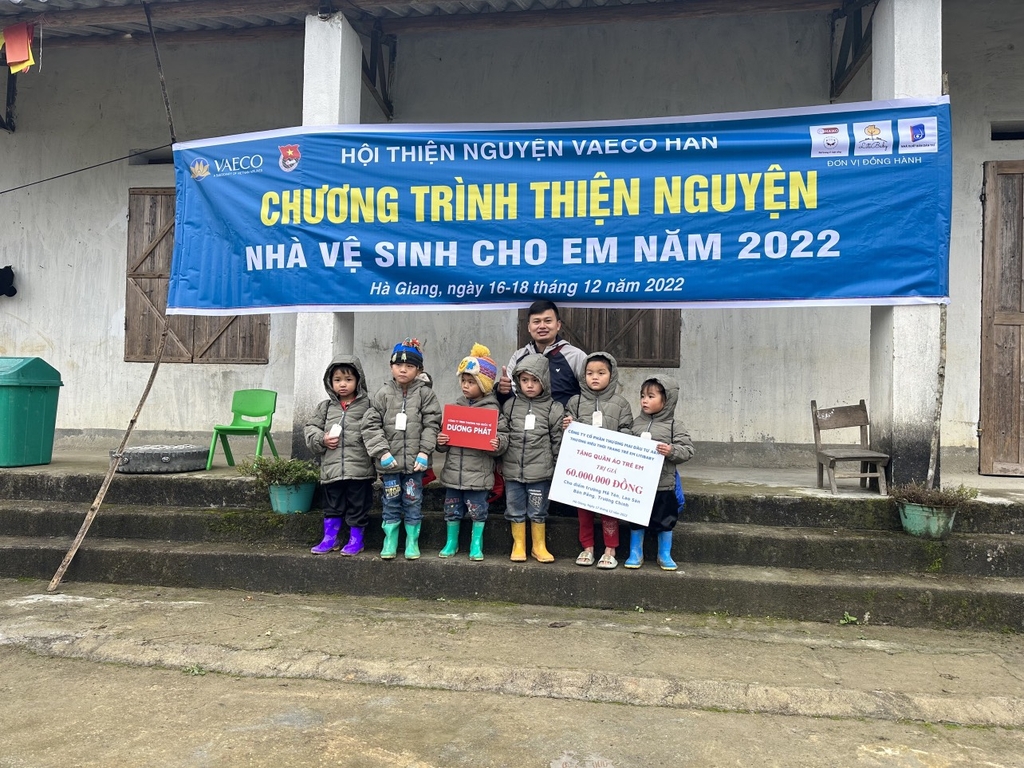 HỘI THIỆN NGUYỆN VAECO HAN
VAECO
ĐƠN VỊ ĐỒNG HÀNH
CHƯƠNG TRÌNH THIỆN NGUYỆN
NHÀ VỆ SINH CHO EM NĂM 2022
Hà Giang, ngày 16-18 tháng 12 năm 2022
DƯƠNG PHÁT
TẶNG QUẦN ÁO TRẺ EM
TRỊ GIÁ
60.000.000 ĐỒNG